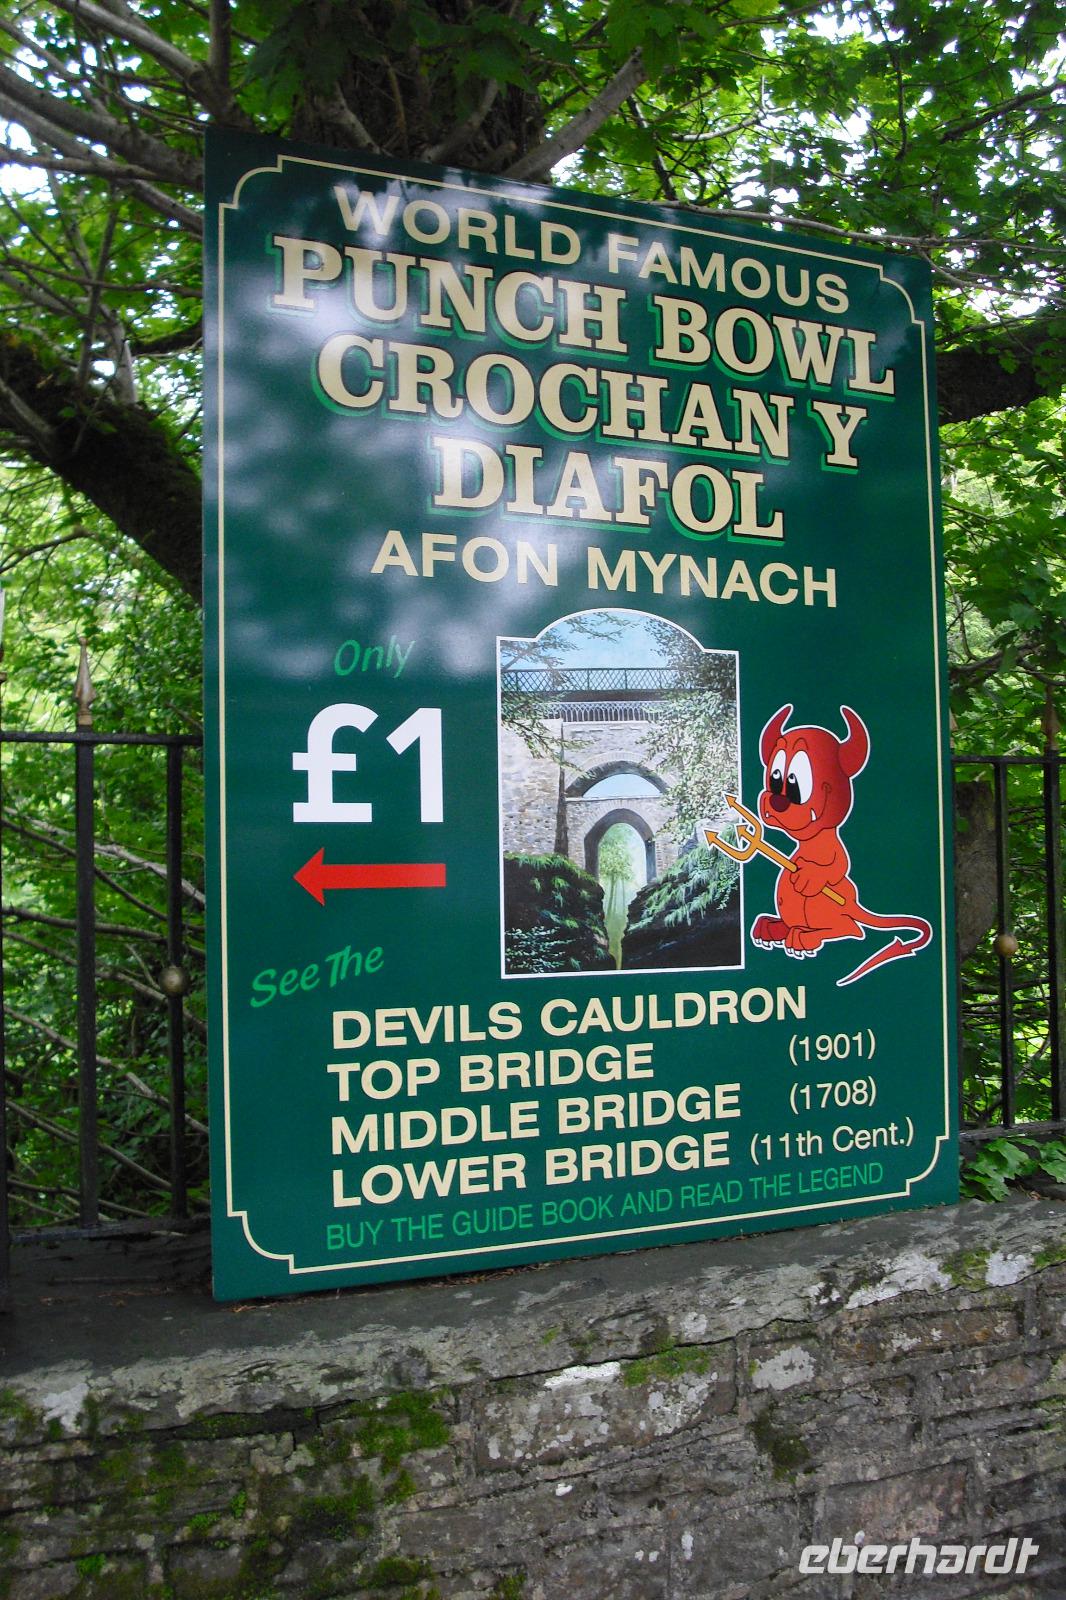 WORLD FAMOUS
PUNCH BOWL
CROCHAN Y
DIAFOL
AFON MYNACH
Only
£1
See The
DEVILS CAULDRON
TOP BRIDGE (1901)
MIDDLE BRIDGE (1708)
LOWER BRIDGE (11th Cent.)
BUY THE GUIDE BOOK AND READ THE LEGEND
eberhardt